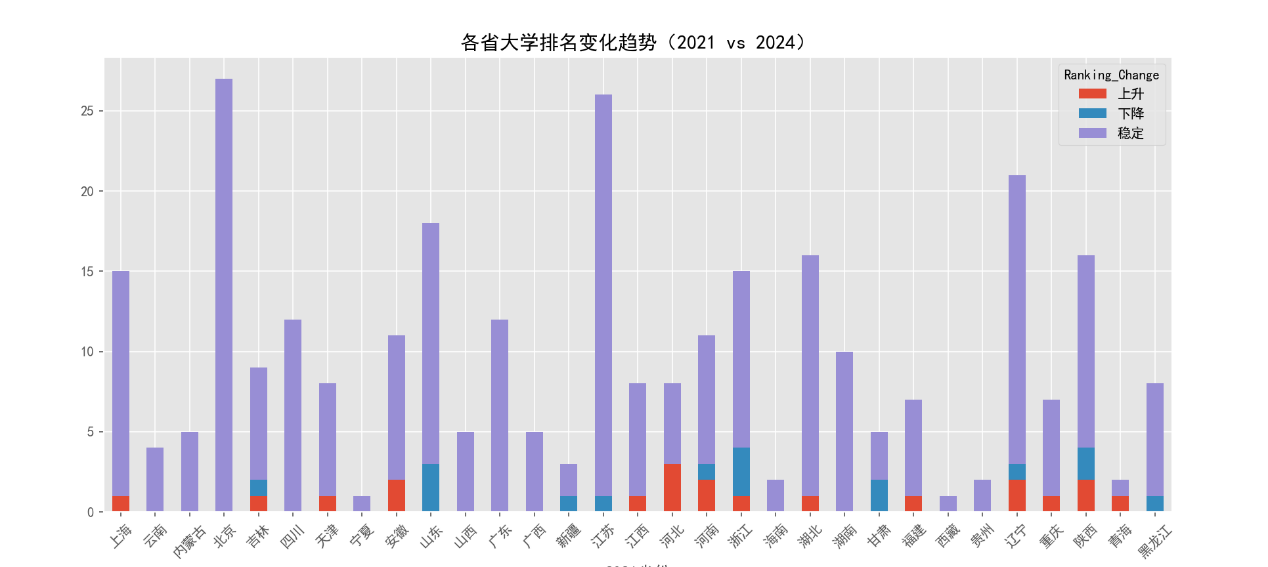 各省大学排名变化趋势（2021 vs 2024）
Ranking_Change
上升
下降
稳定
25
20
15
10
5
0
上海 云南 内蒙古 北京 吉林 四川 天津 宁夏 安徽 山东 山西 广东 广西 新疆 江苏 江西 河北 河南 浙江 海南 湖北 湖南 甘肃 福建 西藏 贵州 辽宁 重庆 陕西 青海 黑龙江